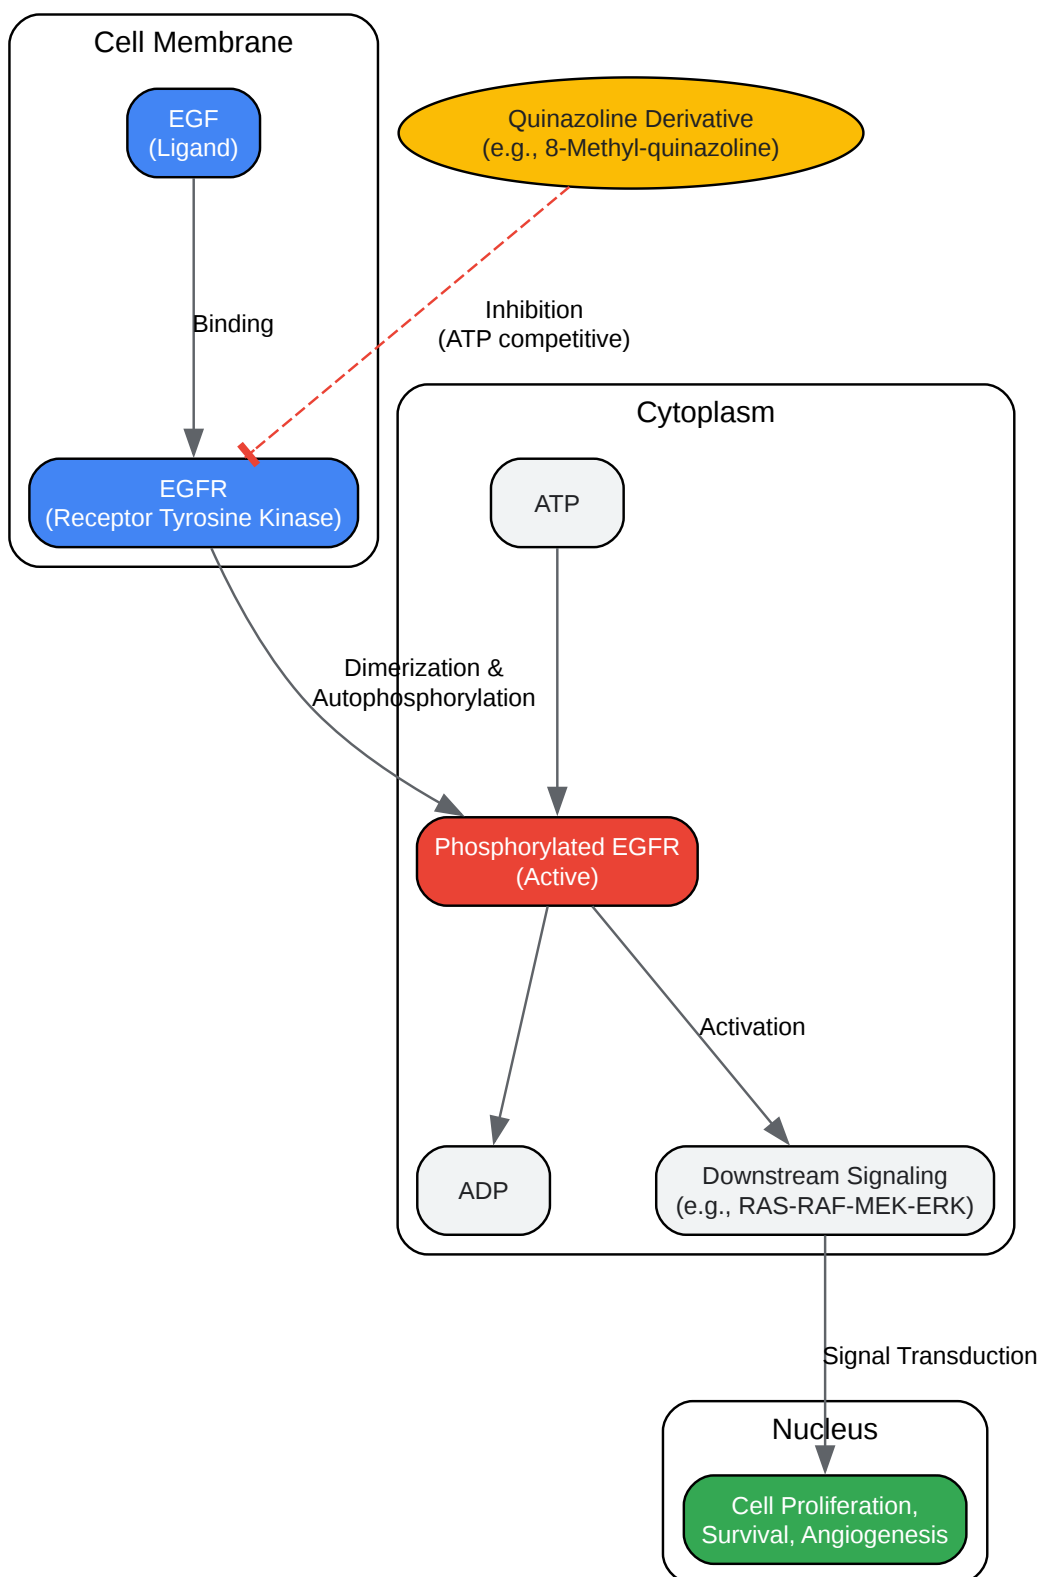 Cell Membrane
EGF
(Ligand)
Quinazoline Derivative
(e.g., 8-Methyl-quinazoline)
Binding
Inhibition
(ATP competitive)
Cytoplasm
EGFR
(Receptor Tyrosine Kinase)
ATP
Dimerization &
Autophosphorylation
Phosphorylated EGFR
(Active)
Activation
ADP
Downstream Signaling
(e.g., RAS-RAF-MEK-ERK)
Signal Transduction
Nucleus
Cell Proliferation,
Survival, Angiogenesis